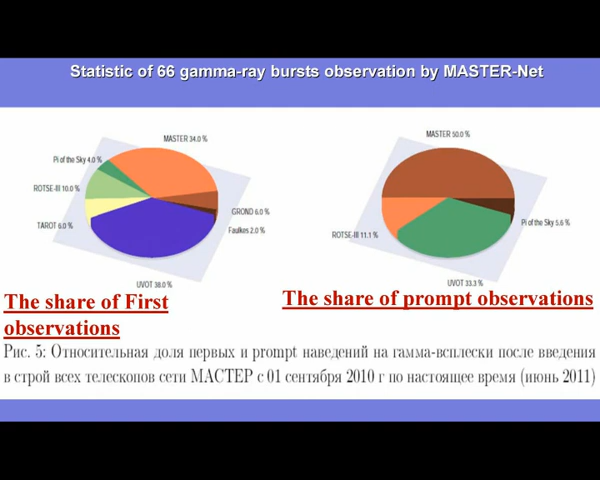 Statistic of 66 gamma-ray bursts observation by MASTER-Net
MASTER 34.0 %
Pi of the Sky 4.0 %
ROTSE-III 10.0 %
GROND 6.0 %
TAROT 6.0 %
Faulkes 2.0 %
UVOT 38.0 %
MASTER 50.0 %
Pi of the Sky 5.6 %
ROTSE-III 11.1 %
UVOT 33.3 %
The share of First
observations
The share of prompt observations
Рис. 5: Относительная доля первых и prompt наведений на гамма-всплески после введения
в строй всех телескопов сети МАСТЕР с 01 сентября 2010 г по настоящее время (июнь 2011)